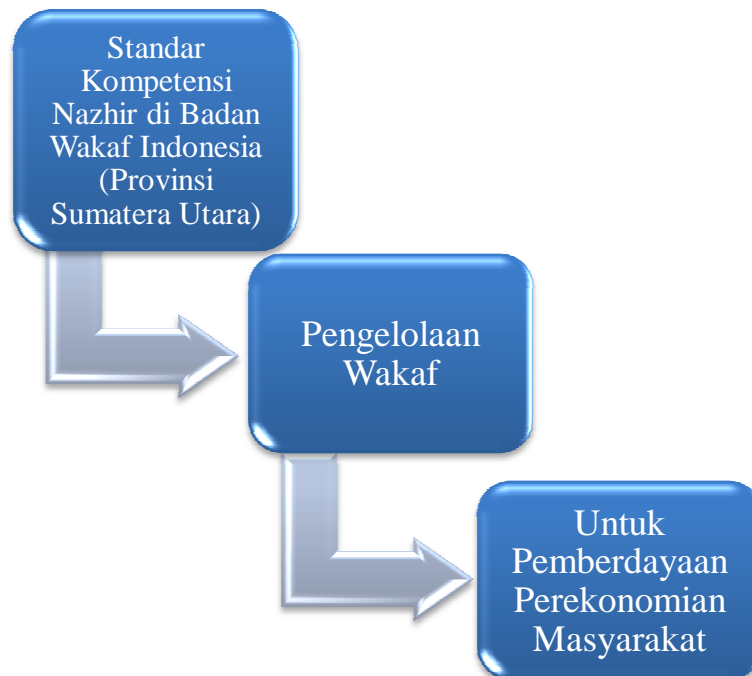 Standar
Kompetensi
Nazhir di Badan
Wakaf Indonesia
(Provinsi
Sumatera Utara)
Pengelolaan
Wakaf
Untuk
Pemberdayaan
Perekonomian
Masyarakat